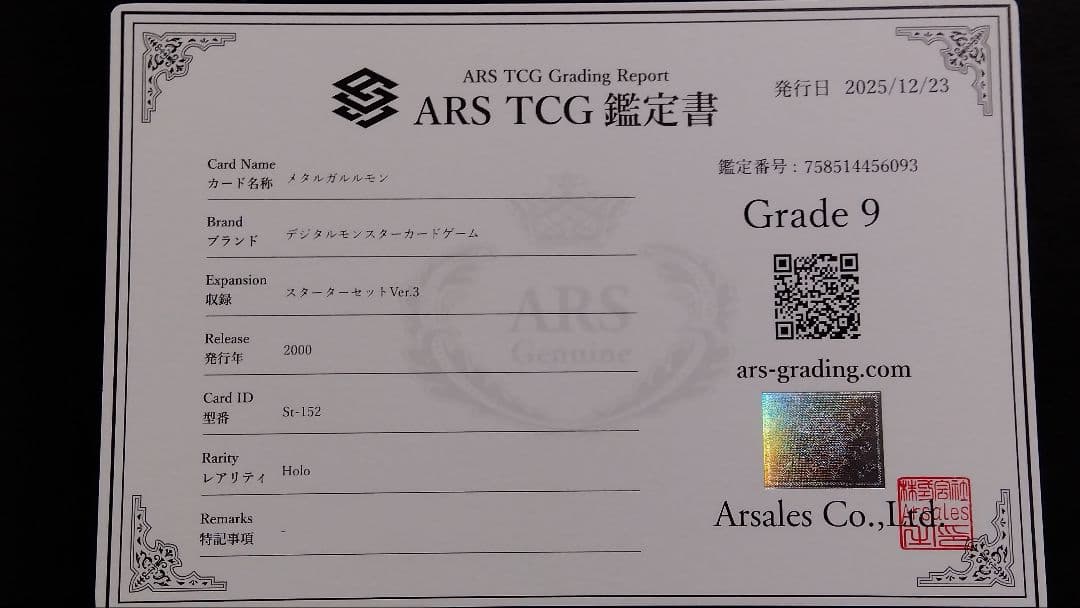 ARS TCG Grading Report
ARS TCG 鑑定書
発行日 2025/12/23
Card Name
カード名称 メタルガルルモン
Brand
ブランド デジタルモンスターカードゲーム
Expansion
収録 スターターセットVer.3
Release
発行年 2000
Card ID
型番 St-152
Rarity
レアリティ Holo
Remarks
特記事項 -
鑑定番号:758514456093
Grade 9
ars-grading.com
ARS
Genuine
Arsales Co.,Ltd.
株式会社
Arsales